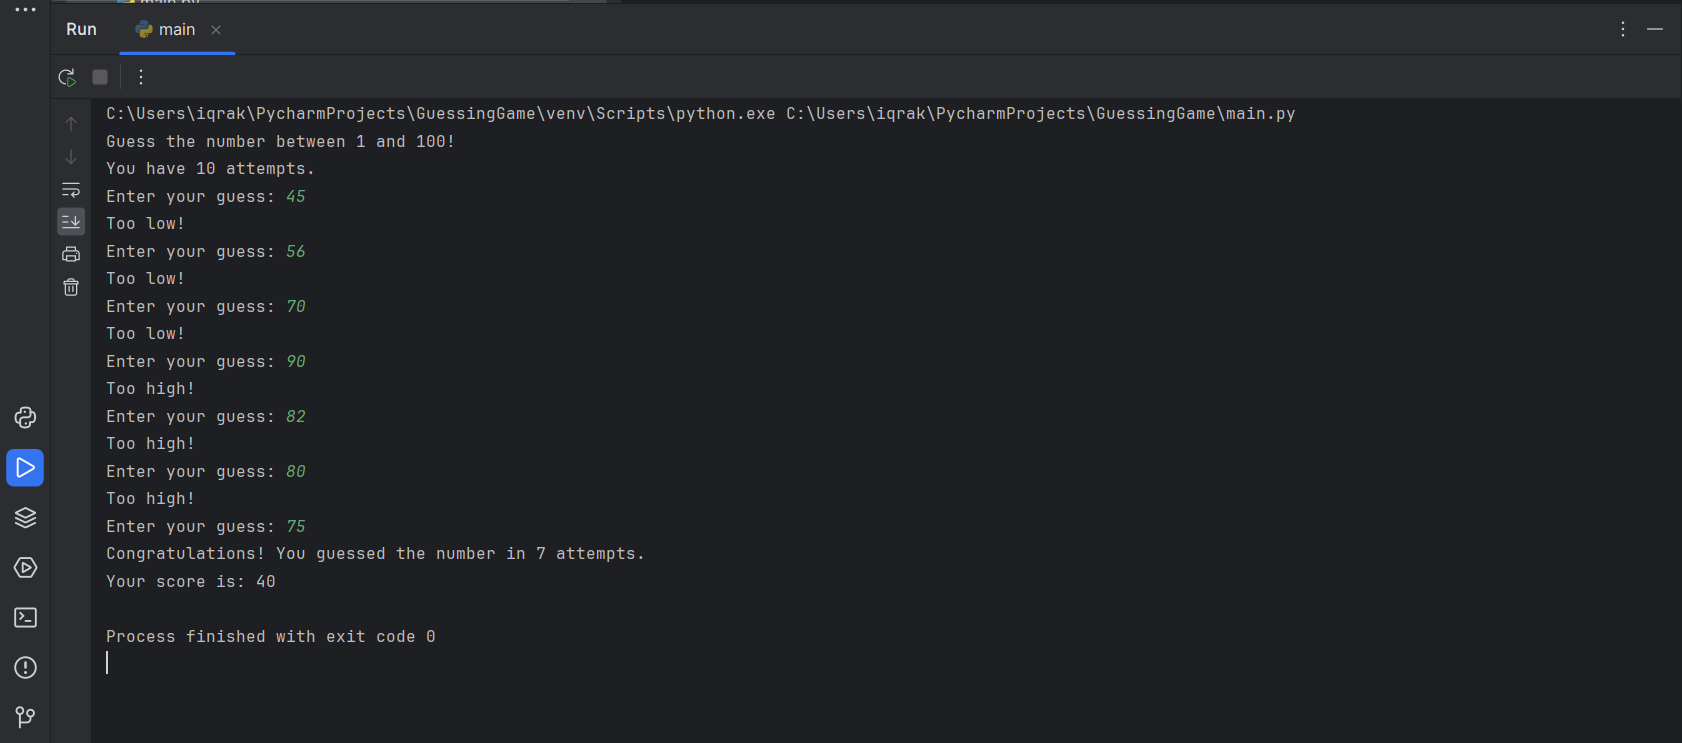 main.py
Run main
C:\Users\iqrak\PycharmProjects\GuessingGame\venv\Scripts\python.exe C:\Users\iqrak\PycharmProjects\GuessingGame\main.py
Guess the number between 1 and 100!
You have 10 attempts.
Enter your guess: 45
Too low!
Enter your guess: 56
Too low!
Enter your guess: 70
Too low!
Enter your guess: 90
Too high!
Enter your guess: 82
Too high!
Enter your guess: 80
Too high!
Enter your guess: 75
Congratulations! You guessed the number in 7 attempts.
Your score is: 40
Process finished with exit code 0